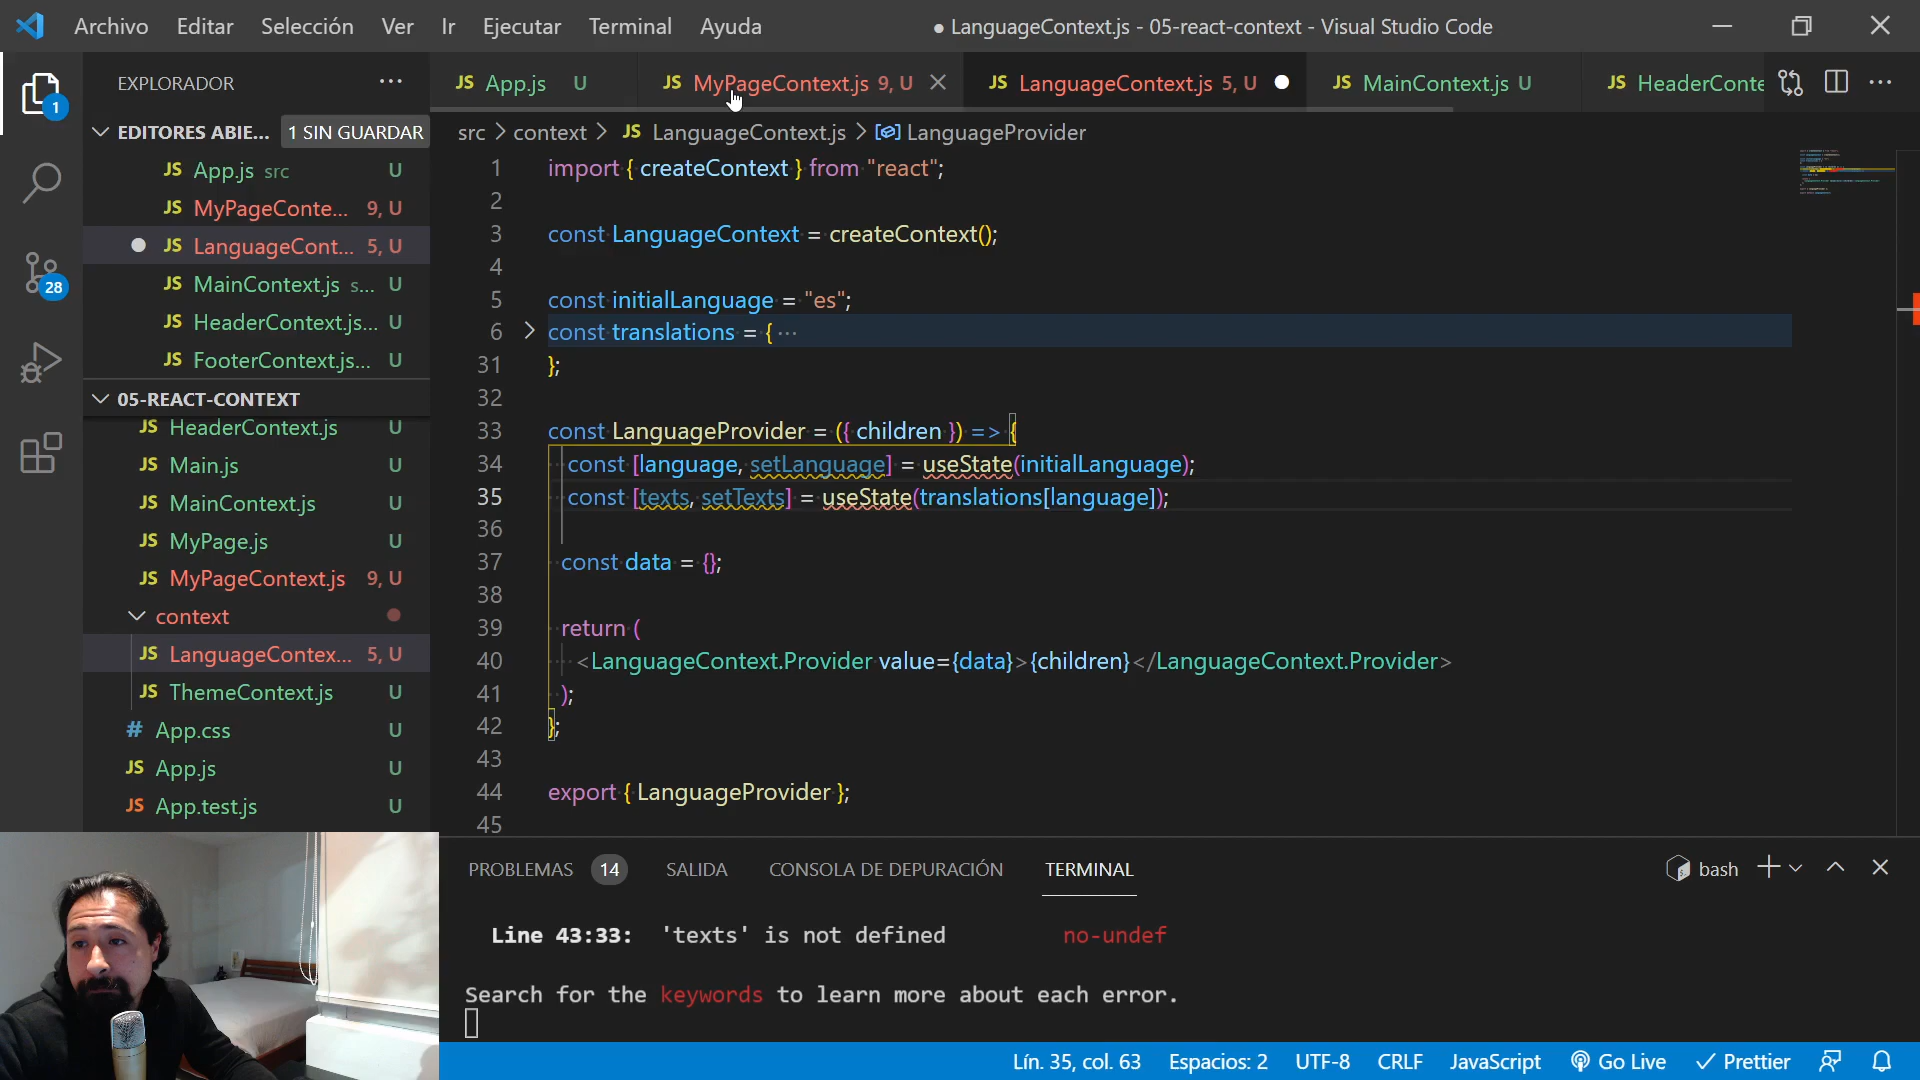 Archivo Editar Selección Ver Ir Ejecutar Terminal Ayuda ● LanguageContext.js - 05-react-context - Visual Studio Code
EXPLORADOR ···
JS App.js U JS MyPageContext.js 9, U JS LanguageContext.js 5, U JS MainContext.js U JS HeaderConte
1
EDITORES ABIE... 1 SIN GUARDAR
src > context > JS LanguageContext.js > LanguageProvider
JS App.js src U
JS MyPageConte... 9, U
JS LanguageCont... 5, U
JS MainContext.js s... U
JS HeaderContext.js... U
JS FooterContext.js... U
28
05-REACT-CONTEXT
JS HeaderContext.js U
JS Main.js U
JS MainContext.js U
JS MyPage.js U
JS MyPageContext.js 9, U
context
JS LanguageContex... 5, U
JS ThemeContext.js U
# App.css U
JS App.js U
JS App.test.js U
1 import { createContext } from "react";
2
3 const LanguageContext = createContext();
4
5 const initialLanguage = "es";
6 const translations = { ···
31 };
32
33 const LanguageProvider = ({ children }) => {
34 const [language, setLanguage] = useState(initialLanguage);
35 const [texts, setTexts] = useState(translations[language]);
36
37 const data = {};
38
39 return (
40 <LanguageContext.Provider value={data}>{children}</LanguageContext.Provider>
41 );
42 };
43
44 export { LanguageProvider };
45
PROBLEMAS 14 SALIDA CONSOLA DE DEPURACIÓN TERMINAL bash
Line 43:33: 'texts' is not defined no-undef
Search for the keywords to learn more about each error.
Lín. 35, col. 63 Espacios: 2 UTF-8 CRLF JavaScript Go Live Prettier